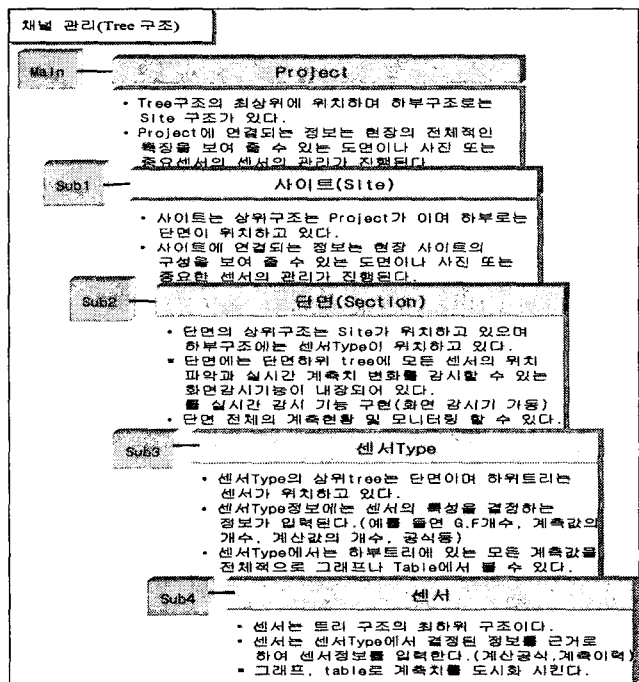 채널 관리(Tree 구조)
Main
Project
• Tree구조의 최상위에 위치하며 하부구조로는
Site 구조가 있다.
• Project에 연결되는 정보는 현장의 전체적인
특징을 보여 줄 수 있는 도면이나 사진 또는
중요센서의 센서의 관리가 진행된다
Sub1
사이트(Site)
• 사이트는 상위구조는 Project가 이며 하부로는
단면이 위치하고 있다.
• 사이트에 연결되는 정보는 현장 사이트의
구성을 보여 줄 수 있는 도면이나 사진 또는
중요한 센서의 관리가 진행된다.
Sub2
단면(Section)
• 단면의 상위구조는 Site가 위치하고 있으며
하부구조에는 센서Type이 위치하고 있다.
▪ 단면에는 단면하위 tree에 모든 센서의 위치
파악과 실시간 계측치 변화를 감시할 수 있는
화면감시기능이 내장되어 있다.
를 실시간 감시 기능 구현(화면 감시기 가동)
• 단면 전체의 계측현황 및 모니터링 할 수 있다.
Sub3
센서Type
• 센서Type의 상위tree는 단면이며 하위트리는
센서가 위치하고 있다.
• 센서Type정보에는 센서의 특성을 결정하는
정보가 입력된다.(예를 들면 G.F개수, 계측값의
개수, 계산값의 개수, 공식등)
• 센서Type에서는 하부트리에 있는 모든 계측값을
전체적으로 그래프나 Table에서 볼 수 있다.
Sub4
센서
• 센서는 트리 구조의 최하위 구조이다.
• 센서는 센서Type에서 결정된 정보를 근거로
하여 센서정보를 입력한다.(계산공식,계측이력)
▪ 그래프, table로 계측치를 도시화 시킨다.